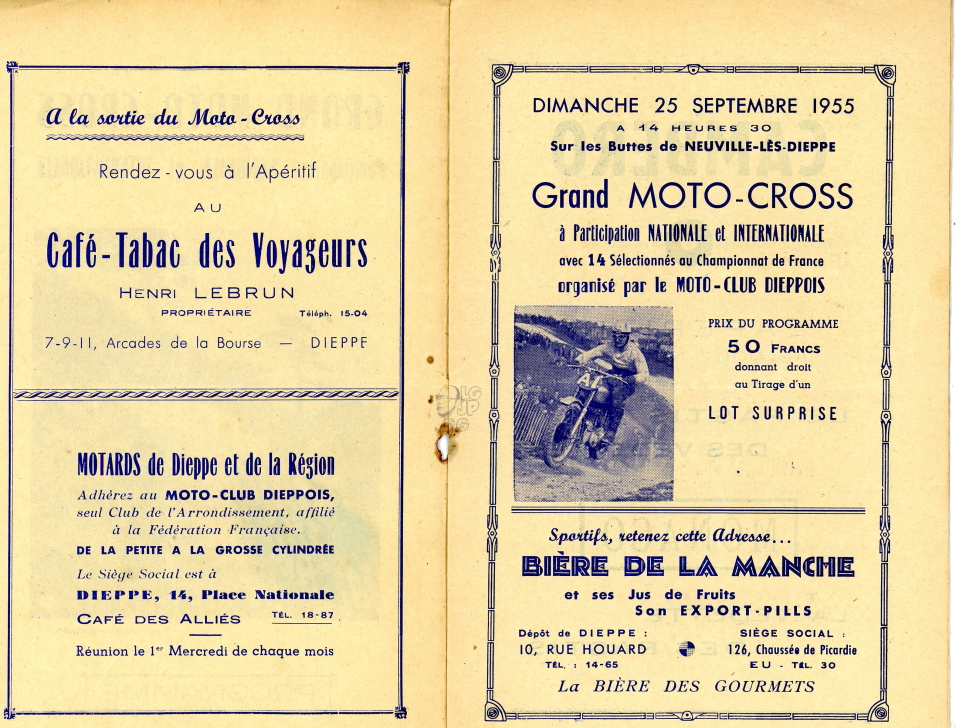 A la sortie du Moto-Cross
Rendez-vous à l'Apéritif
AU
Café-Tabac des Voyageurs
HENRI LEBRUN
PROPRIÉTAIRE Téléph. 15-04
7-9-11, Arcades de la Bourse — DIEPPE
MOTARDS de Dieppe et de la Région
Adhérez au MOTO-CLUB DIEPPOIS,
seul Club de l'Arrondissement, affilié
à la Fédération Française.
DE LA PETITE A LA GROSSE CYLINDRÉE
Le Siège Social est à
DIEPPE, 14, Place Nationale
CAFÉ DES ALLIÉS TÉL. 18-87
Réunion le 1er Mercredi de chaque mois
DIMANCHE 25 SEPTEMBRE 1955
A 14 HEURES 30
Sur les Buttes de NEUVILLE-LÈS-DIEPPE
Grand MOTO-CROSS
à Participation NATIONALE et INTERNATIONALE
avec 14 Sélectionnés au Championnat de France
organisé par le MOTO-CLUB DIEPPOIS
PRIX DU PROGRAMME
50 FRANCS
donnant droit
au Tirage d'un
LOT SURPRISE
Sportifs, retenez cette Adresse...
BIÈRE DE LA MANCHE
et ses Jus de Fruits
Son EXPORT-PILLS
Dépôt de DIEPPE :
10, RUE HOUARD
TÉL. : 14-65
SIÈGE SOCIAL :
126, Chaussée de Picardie
EU - TÉL. 30
La BIÈRE DES GOURMETS